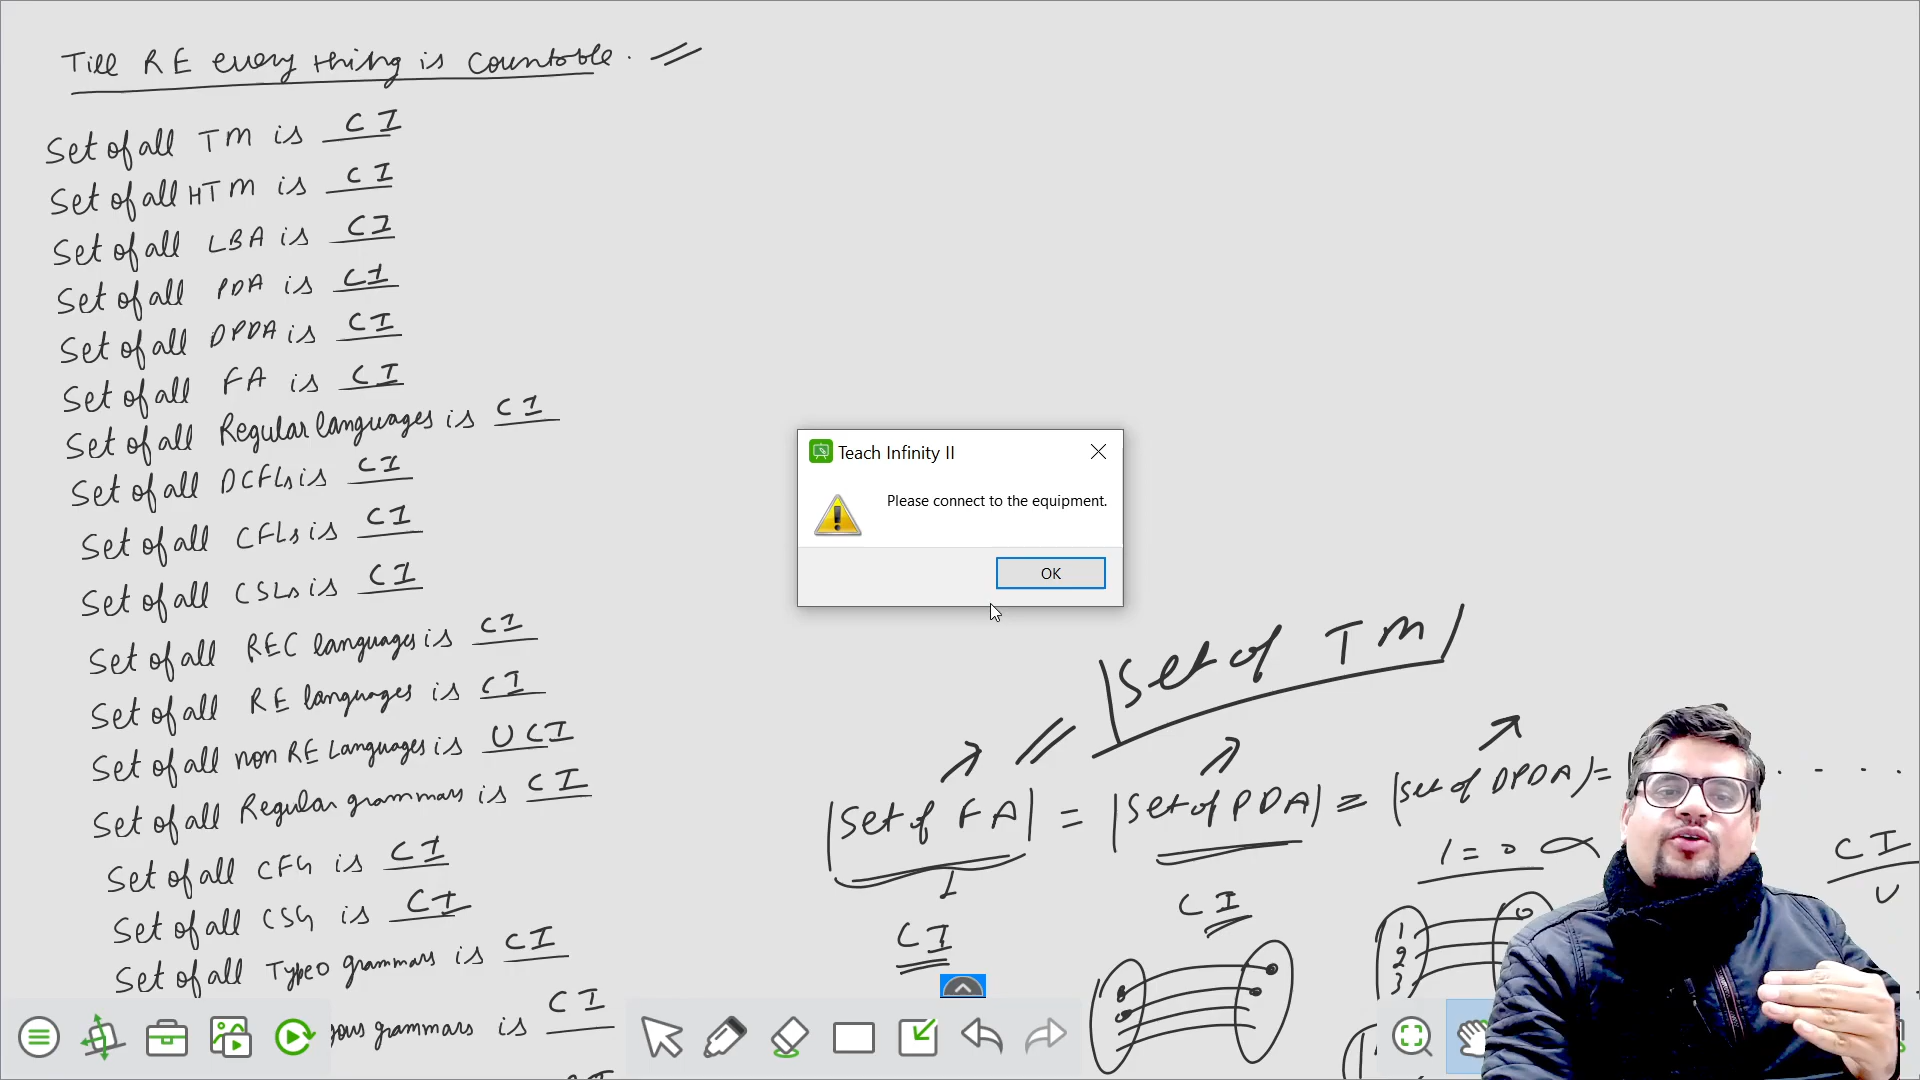 Till RE every thing is Countable.
Set of all TM is CI
Set of all HTM is CI
Set of all LBA is CI
Set of all PDA is CI
Set of all DPDA is CI
Set of all FA is CI
Set of all Regular languages is CI
Set of all DCFLs is CI
Set of all CFLs is CI
Set of all CSLs is CI
Set of all REC languages is CI
Set of all RE languages is CI
Set of all non RE Languages is UCI
Set of all Regular grammars is CI
Set of all CFG is CI
Set of all CSG is CI
Set of all Type0 grammars is CI
grammars is CI
Teach Infinity II
Please connect to the equipment.
OK
|Set of TM|
|Set of FA| = |Set of PDA| = |Set of DPDA| = . . . .
1 = 0 ∝
CI
U
CI
CI
1
2
3
0